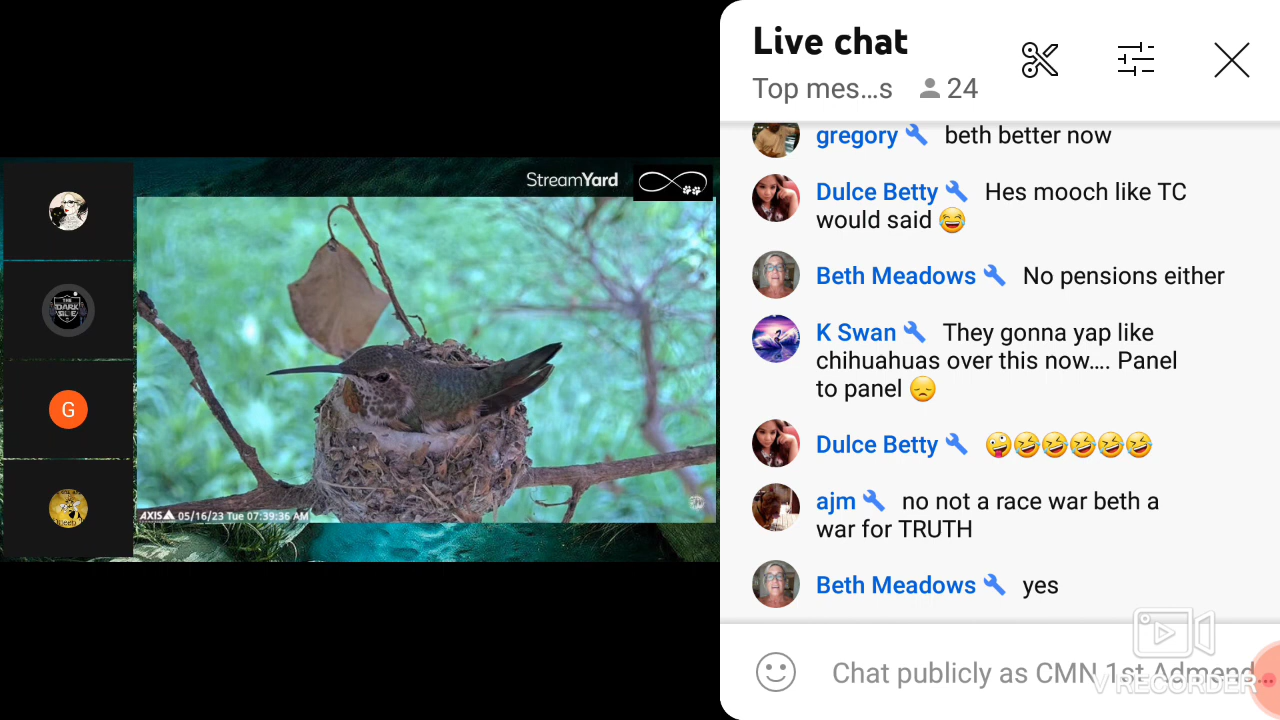 Live chat
Top mes...s 24
gregory beth better now
Dulce Betty Hes mooch like TC
would said 😂
Beth Meadows No pensions either
K Swan They gonna yap like
chihuahuas over this now.... Panel
to panel 😞
Dulce Betty 🤪🤣🤣🤣🤣🤣
ajm no not a race war beth a
war for TRUTH
Beth Meadows yes
Chat publicly as CMN 1st Admend...
V RECORDER
StreamYard
THE
DARK
G
AXIS 05/16/23 Tue 07:39:36 AM